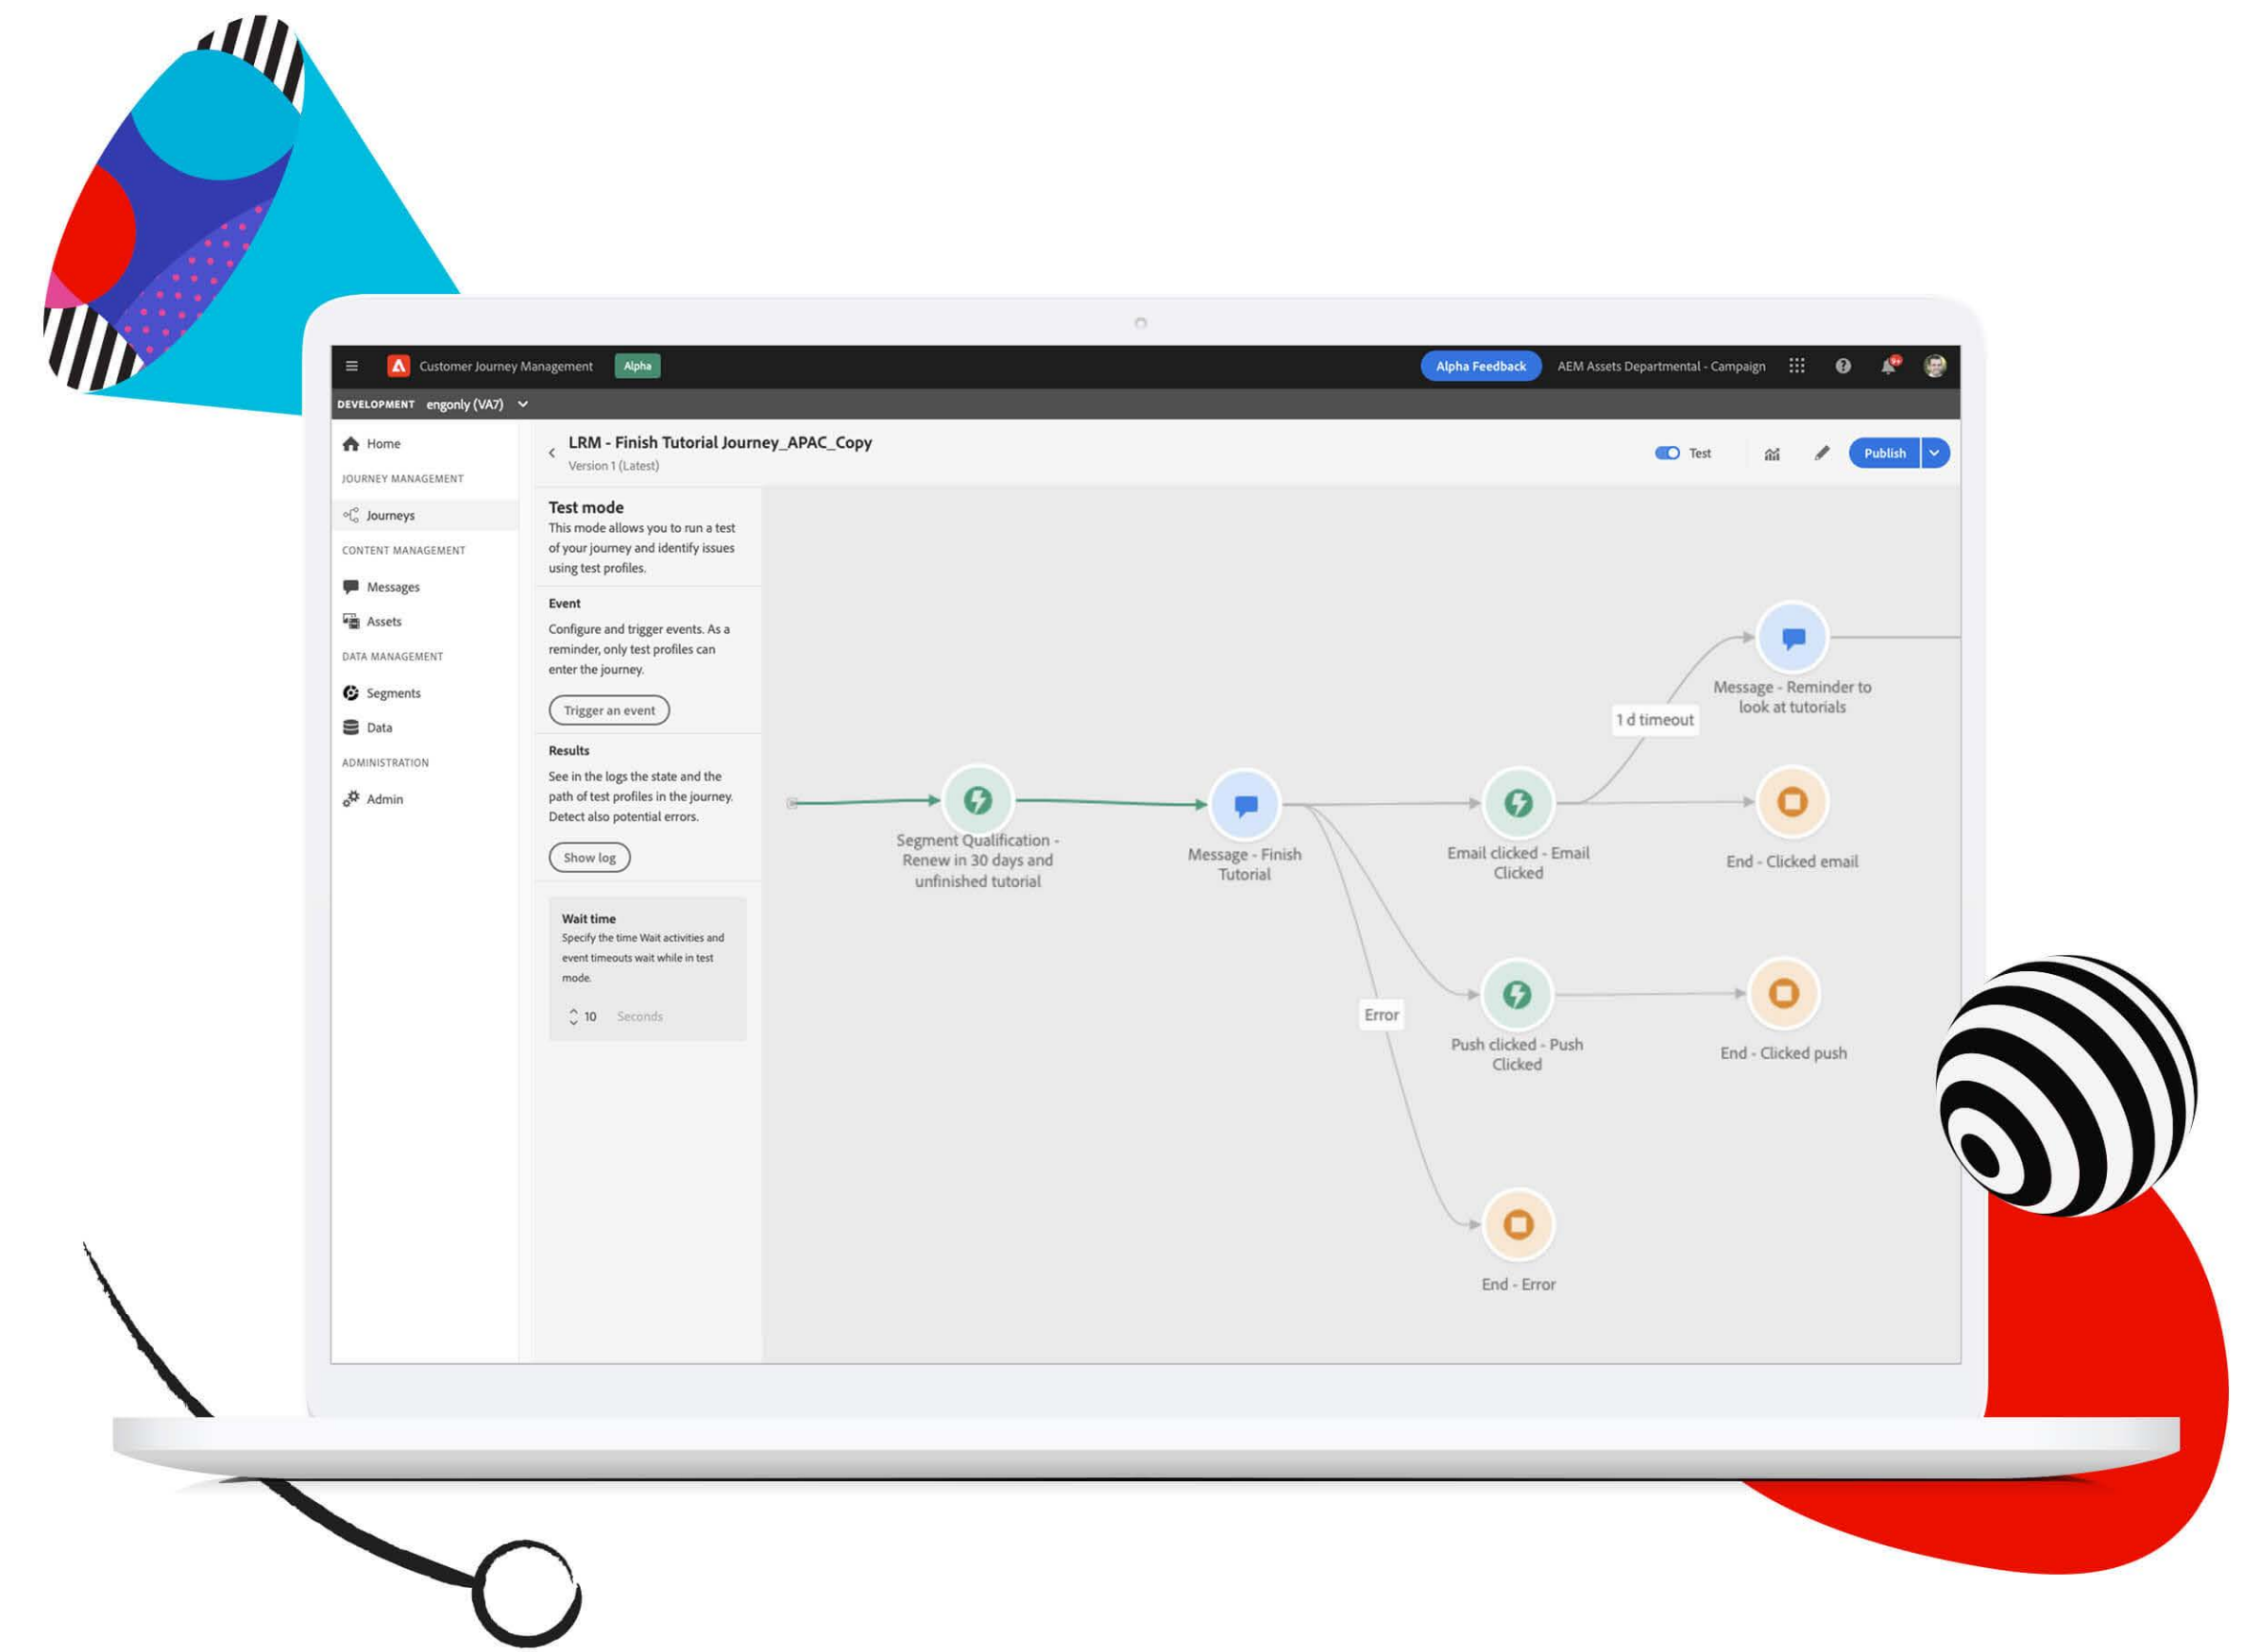 Customer Journey Management
Alpha
Alpha Feedback
AEM Assets Departmental - Campaign
9+
DEVELOPMENT engonly (VA7)
Home
JOURNEY MANAGEMENT
Journeys
CONTENT MANAGEMENT
Messages
Assets
DATA MANAGEMENT
Segments
Data
ADMINISTRATION
Admin
LRM - Finish Tutorial Journey_APAC_Copy
Version 1 (Latest)
Test
Publish
Test mode
This mode allows you to run a test
of your journey and identify issues
using test profiles.
Event
Configure and trigger events. As a
reminder, only test profiles can
enter the journey.
Trigger an event
Results
See in the logs the state and the
path of test profiles in the journey.
Detect also potential errors.
Show log
Wait time
Specify the time Wait activities and
event timeouts wait while in test
mode.
10 Seconds
Segment Qualification -
Renew in 30 days and
unfinished tutorial
Message - Finish
Tutorial
Email clicked - Email
Clicked
1 d timeout
Message - Reminder to
look at tutorials
End - Clicked email
Push clicked - Push
Clicked
End - Clicked push
Error
End - Error